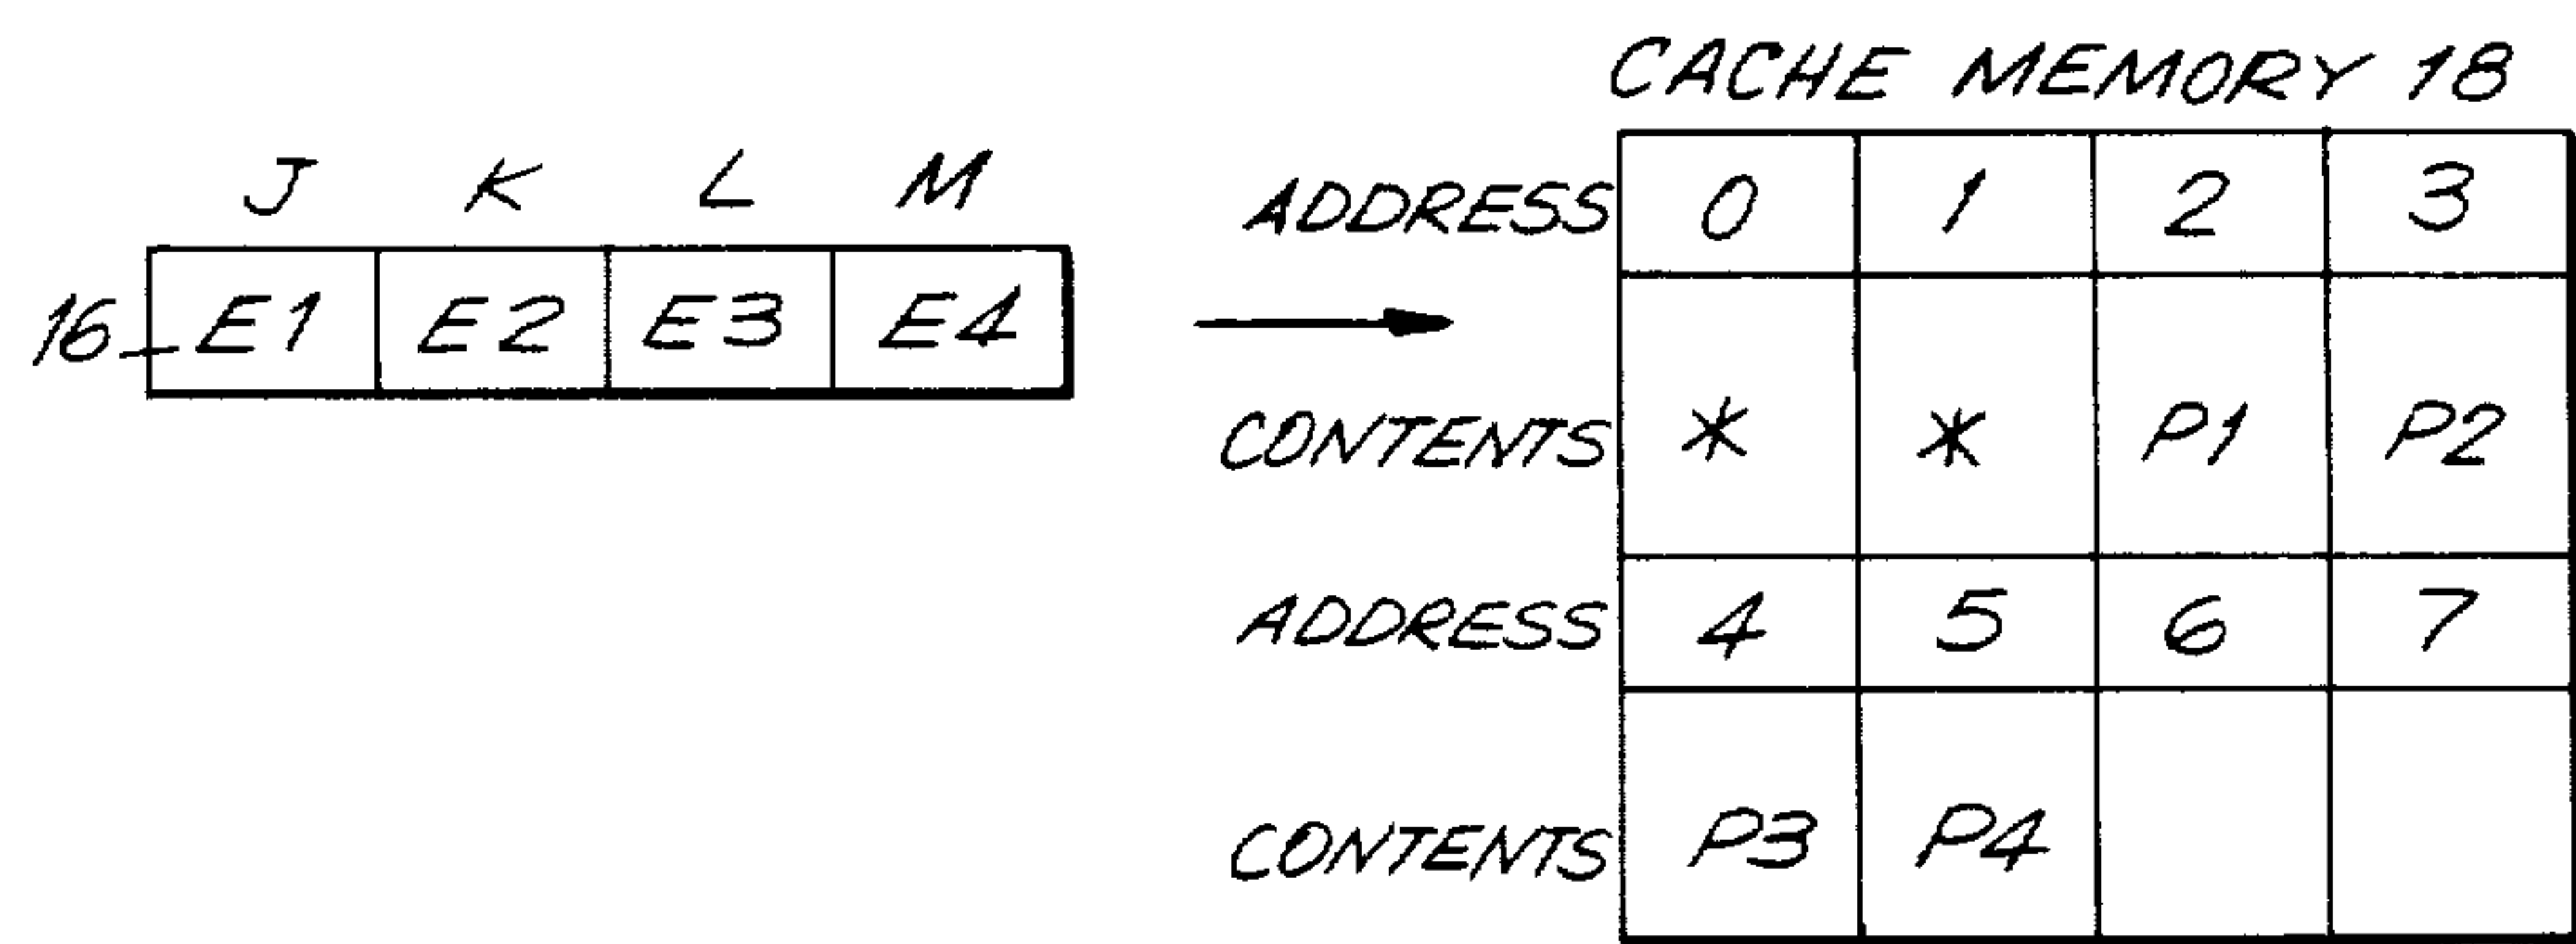 CACHE MEMORY 18
J K L M
16 E1 E2 E3 E4
ADDRESS 0 1 2 3
CONTENTS * * P1 P2
ADDRESS 4 5 6 7
CONTENTS P3 P4